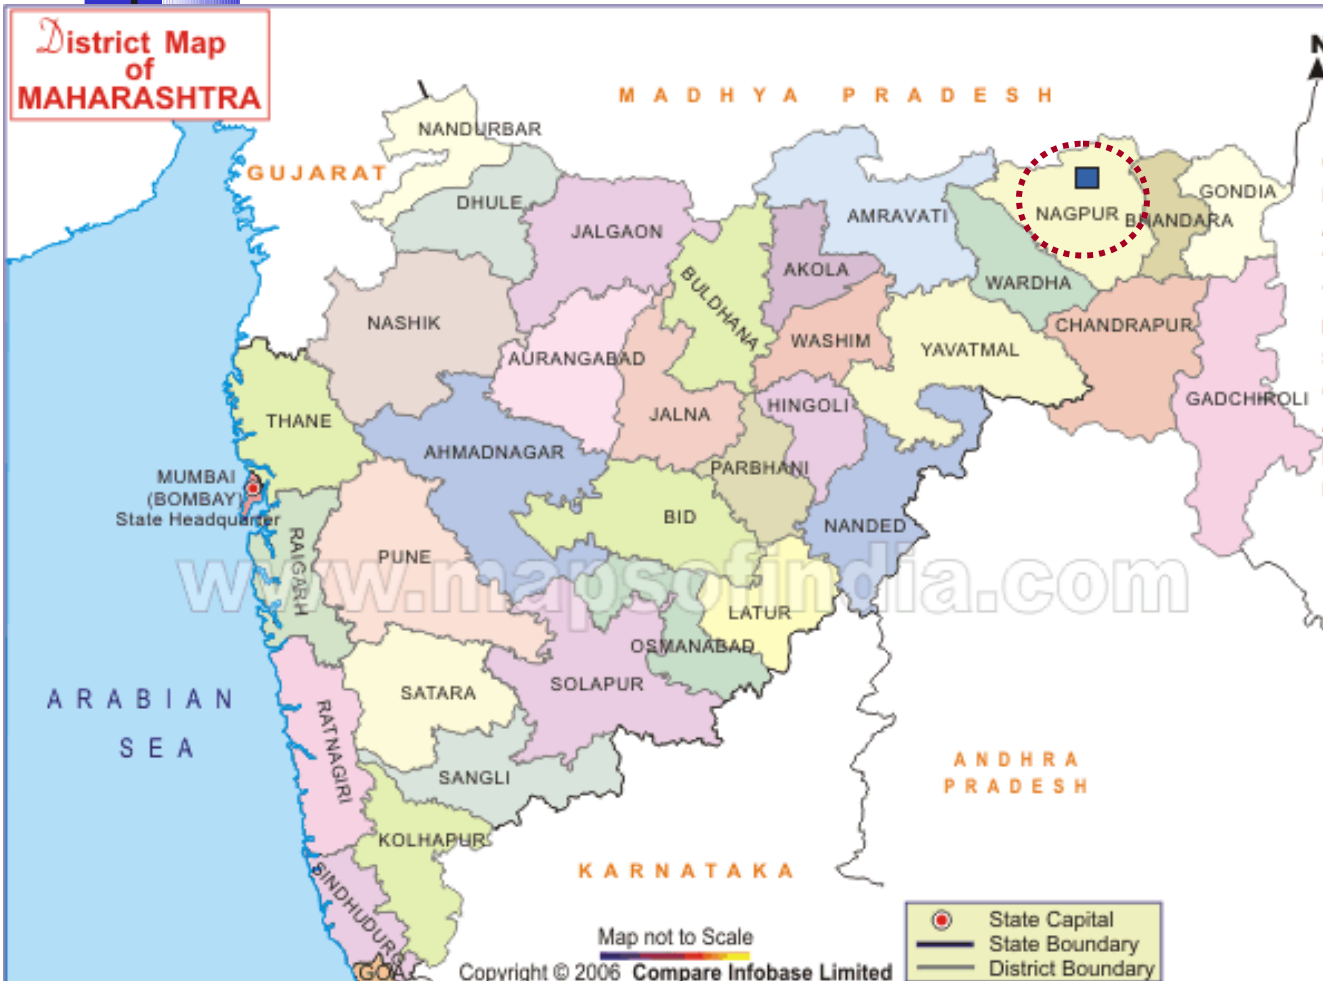 District Map
of
MAHARASHTRA
N
MADHYA PRADESH
NANDURBAR
GUJARAT
DHULE
JALGAON
AMRAVATI
NAGPUR
BHANDARA
GONDIA
BULDHANA
AKOLA
WARDHA
NASHIK
AURANGABAD
WASHIM
YAVATMAL
CHANDRAPUR
THANE
JALNA
HINGOLI
GADCHIROLI
AHMADNAGAR
PARBHANI
MUMBAI
(BOMBAY)
State Headquarter
BID
NANDED
RAIGARH
PUNE
www.mapsofindia.com
LATUR
OSMANABAD
SATARA
SOLAPUR
ARABIAN
SEA
RATNAGIRI
SANGLI
ANDHRA
PRADESH
KOLHAPUR
KARNATAKA
SINDHUDURG
GOA
Map not to Scale
Copyright © 2006 Compare Infobase Limited
State Capital
State Boundary
District Boundary